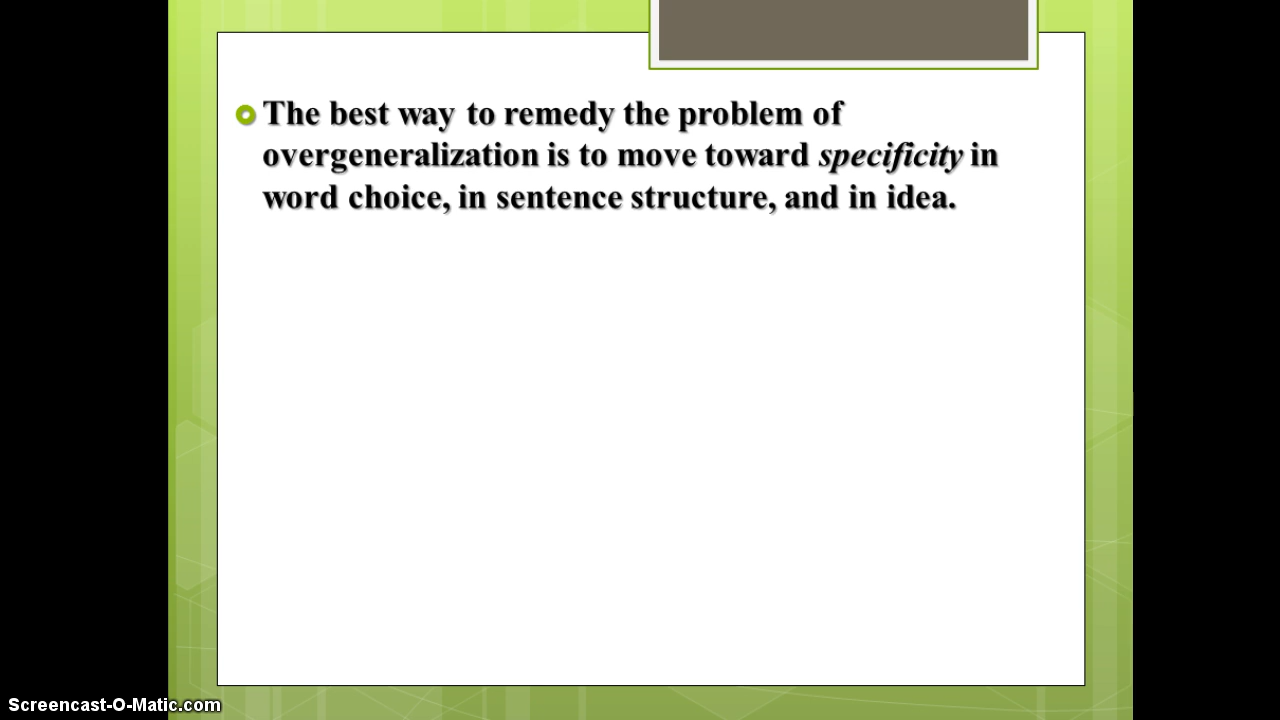 The best way to remedy the problem of
overgeneralization is to move toward specificity in
word choice, in sentence structure, and in idea.
Screencast-O-Matic.com